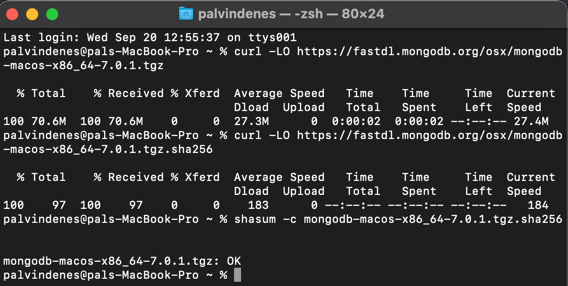 palvindenes — -zsh — 80×24
Last login: Wed Sep 20 12:55:37 on ttys001
palvindenes@pals-MacBook-Pro ~ % curl -LO https://fastdl.mongodb.org/osx/mongodb
-macos-x86_64-7.0.1.tgz
  % Total    % Received % Xferd  Average Speed   Time    Time     Time  Current
                                 Dload  Upload   Total   Spent    Left  Speed
100 70.6M  100 70.6M    0     0  27.3M      0  0:00:02  0:00:02 --:--:-- 27.4M
palvindenes@pals-MacBook-Pro ~ % curl -LO https://fastdl.mongodb.org/osx/mongodb
-macos-x86_64-7.0.1.tgz.sha256
  % Total    % Received % Xferd  Average Speed   Time    Time     Time  Current
                                 Dload  Upload   Total   Spent    Left  Speed
100    97  100    97    0     0    183      0 --:--:-- --:--:-- --:--:--   184
palvindenes@pals-MacBook-Pro ~ % shasum -c mongodb-macos-x86_64-7.0.1.tgz.sha256
mongodb-macos-x86_64-7.0.1.tgz: OK
palvindenes@pals-MacBook-Pro ~ %